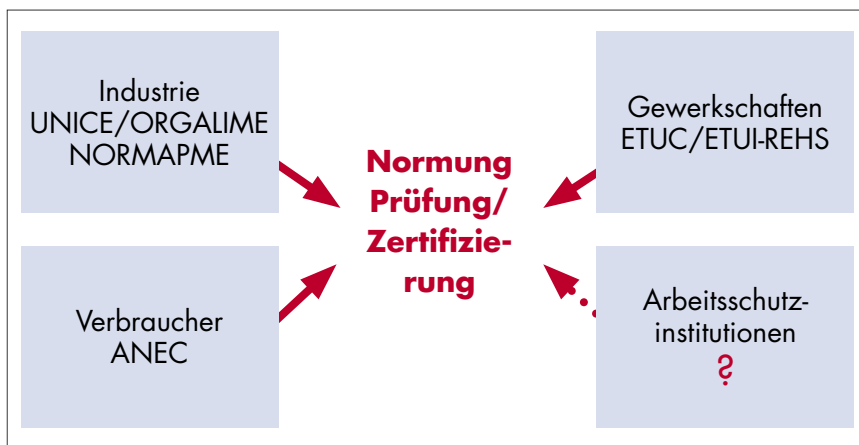 Industrie
UNICE/ORGALIME
NORMAPME
Gewerkschaften
ETUC/ETUI-REHS
Normung
Prüfung/
Zertifizie-
rung
Verbraucher
ANEC
Arbeitsschutz-
institutionen
?